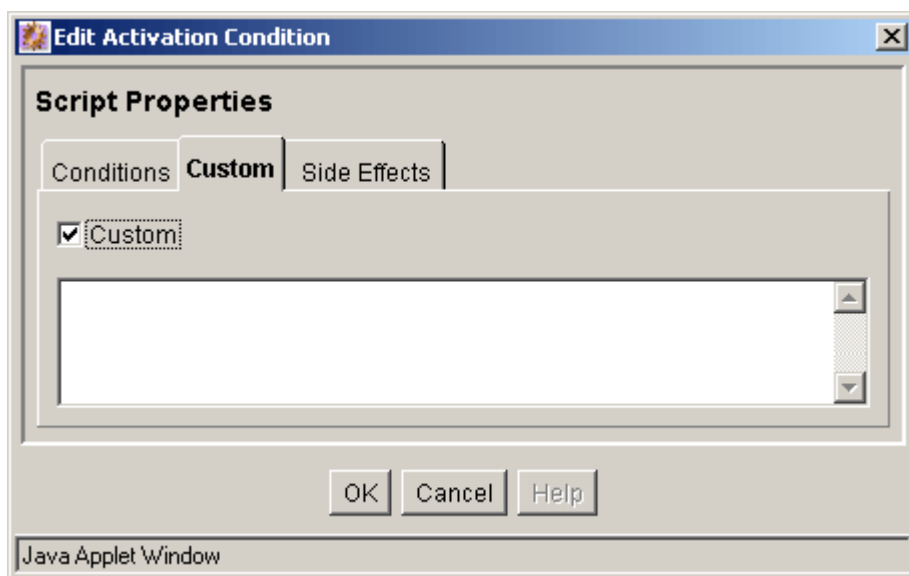 Edit Activation Condition
Script Properties
Conditions Custom Side Effects
Custom
OK Cancel Help
Java Applet Window